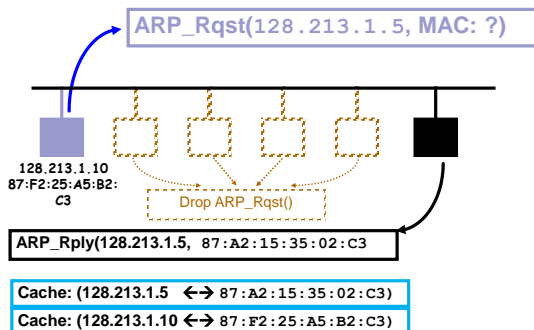 ARP_Rqst(128.213.1.5, MAC: ?)
128.213.1.10
87:F2:25:A5:B2:
C3
Drop ARP_Rqst()
ARP_Rply(128.213.1.5, 87:A2:15:35:02:C3
Cache: (128.213.1.5 ←→ 87:A2:15:35:02:C3)
Cache: (128.213.1.10 ←→ 87:F2:25:A5:B2:C3)